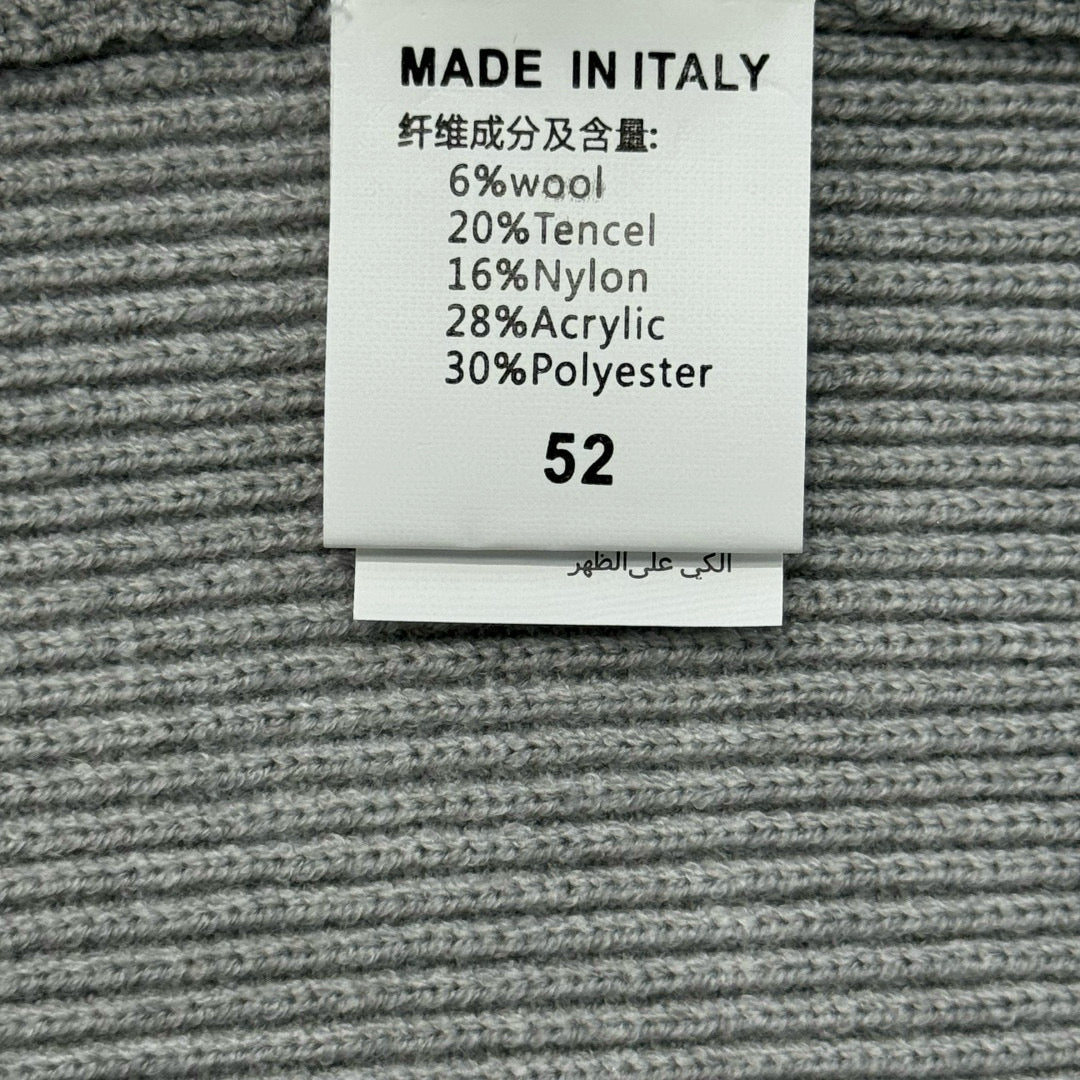 MADE IN ITALY
纤维成分及含量:
6%wool
20%Tencel
16%Nylon
28%Acrylic
30%Polyester
52
الكي على الظهر